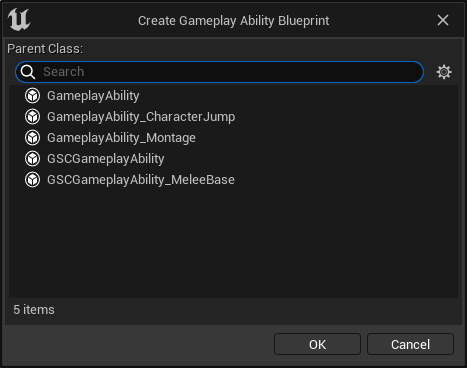 Create Gameplay Ability Blueprint
Parent Class:
Search
GameplayAbility
GameplayAbility_CharacterJump
GameplayAbility_Montage
GSCGameplayAbility
GSCGameplayAbility_MeleeBase
5 items
OK Cancel